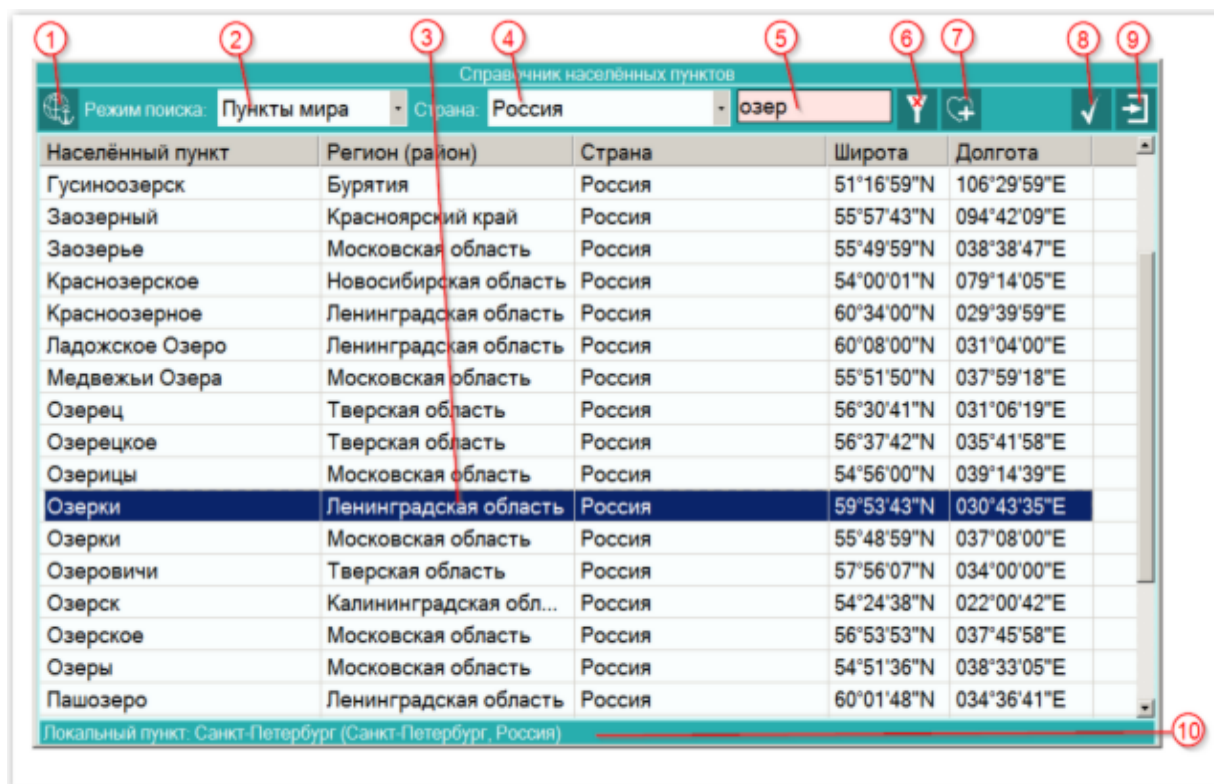 1 2 3 4 5 6 7 8 9
Справочник населённых пунктов
Режим поиска: Пункты мира Страна: Россия озер
Населённый пункт Регион (район) Страна Широта Долгота
Гусиноозерск Бурятия Россия 51°16'59"N 106°29'59"E
Заозерный Красноярский край Россия 55°57'43"N 094°42'09"E
Заозерье Московская область Россия 55°49'59"N 038°38'47"E
Краснозерское Новосибирская область Россия 54°00'01"N 079°14'05"E
Красноозерное Ленинградская область Россия 60°34'00"N 029°39'59"E
Ладожское Озеро Ленинградская область Россия 60°08'00"N 031°04'00"E
Медвежьи Озера Московская область Россия 55°51'50"N 037°59'18"E
Озерец Тверская область Россия 56°30'41"N 031°06'19"E
Озерецкое Тверская область Россия 56°37'42"N 035°41'58"E
Озерицы Московская область Россия 54°56'00"N 039°14'39"E
Озерки Ленинградская область Россия 59°53'43"N 030°43'35"E
Озерки Московская область Россия 55°48'59"N 037°08'00"E
Озеровичи Тверская область Россия 57°56'07"N 034°00'00"E
Озерск Калининградская обл... Россия 54°24'38"N 022°00'42"E
Озерское Московская область Россия 56°53'53"N 037°45'58"E
Озеры Московская область Россия 54°51'36"N 038°33'05"E
Пашозеро Ленинградская область Россия 60°01'48"N 034°36'41"E
Локальный пункт: Санкт-Петербург (Санкт-Петербург, Россия) 10